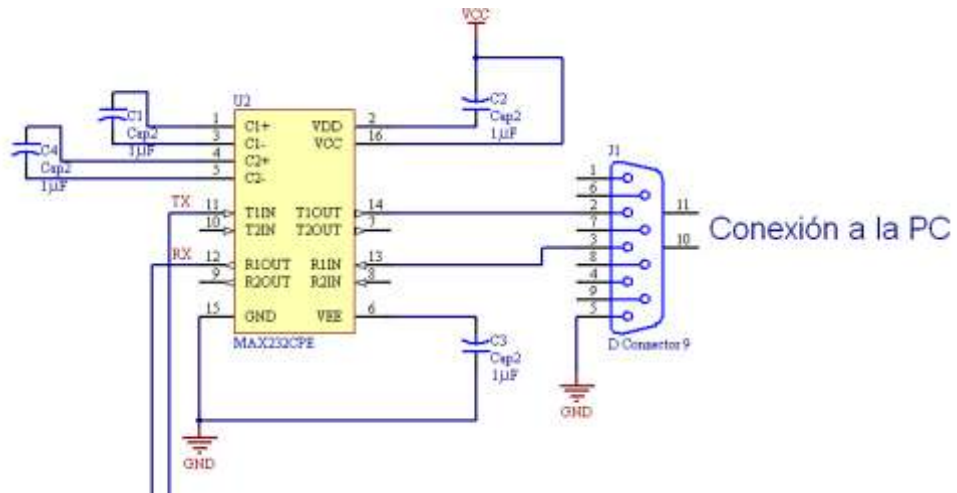 VCC
C2
Cap2
1µF
C1
Cap2
1µF
C4
Cap2
1µF
U2
1 C1+ VDD 2
3 C1- VCC 16
4 C2+
5 C2-
TX 11 T1IN T1OUT 14
10 T2IN T2OUT 7
RX 12 R1OUT R1IN 13
9 R2OUT R2IN 8
15 GND VEE 6
MAX232CPE
C3
Cap2
1µF
GND
J1
1
6
2
7
3
8
4
9
5
11
10
D Connector 9
GND
Conexión a la PC